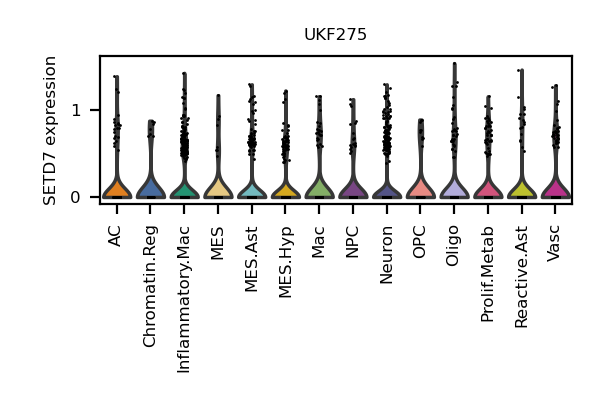 UKF275
SETD7 expression
1
0
AC
Chromatin.Reg
Inflammatory.Mac
MES
MES.Ast
MES.Hyp
Mac
NPC
Neuron
OPC
Oligo
Prolif.Metab
Reactive.Ast
Vasc